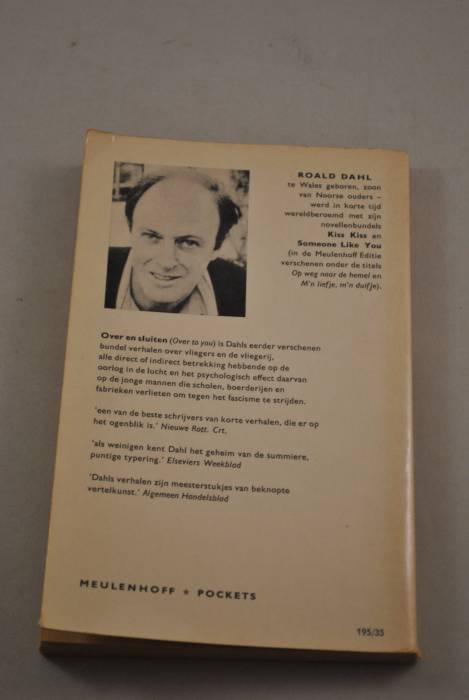 ROALD DAHL
te Wales geboren, zoon
van Noorse ouders –
werd in korte tijd
wereldberoemd met zijn
novellenbundels
Kiss Kiss en
Someone Like You
(in de Meulenhoff Editie
verschenen onder de titels
Op weg naar de hemel en
M'n liefje, m'n duifje).
Over en sluiten (Over to you) is Dahls eerder verschenen
bundel verhalen over vliegers en de vliegerij,
alle direct of indirect betrekking hebbende op de
oorlog in de lucht en het psychologisch effect daarvan
op de jonge mannen die scholen, boerderijen en
fabrieken verlieten om tegen het fascisme te strijden.
'een van de beste schrijvers van korte verhalen, die er op
het ogenblik is.' Nieuwe Rott. Crt.
'als weinigen kent Dahl het geheim van de summiere,
puntige typering.' Elseviers Weekblad
'Dahls verhalen zijn meesterstukjes van beknopte
vertelkunst.' Algemeen Handelsblad
MEULENHOFF ★ POCKETS
195/35